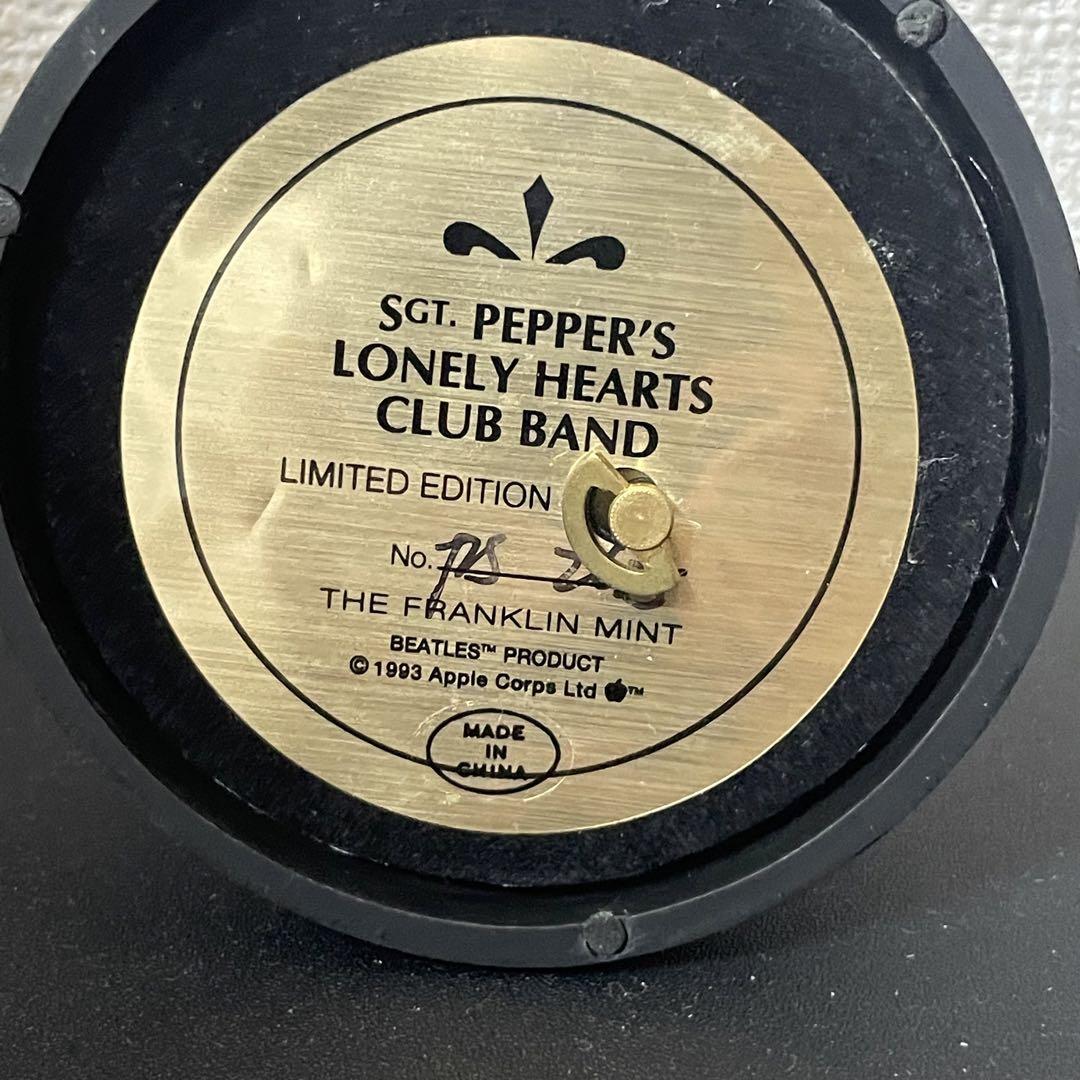 SGT. PEPPER'S
LONELY HEARTS
CLUB BAND
LIMITED EDITION
No.
THE FRANKLIN MINT
BEATLES™ PRODUCT
© 1993 Apple Corps Ltd ™
MADE
IN
CHINA